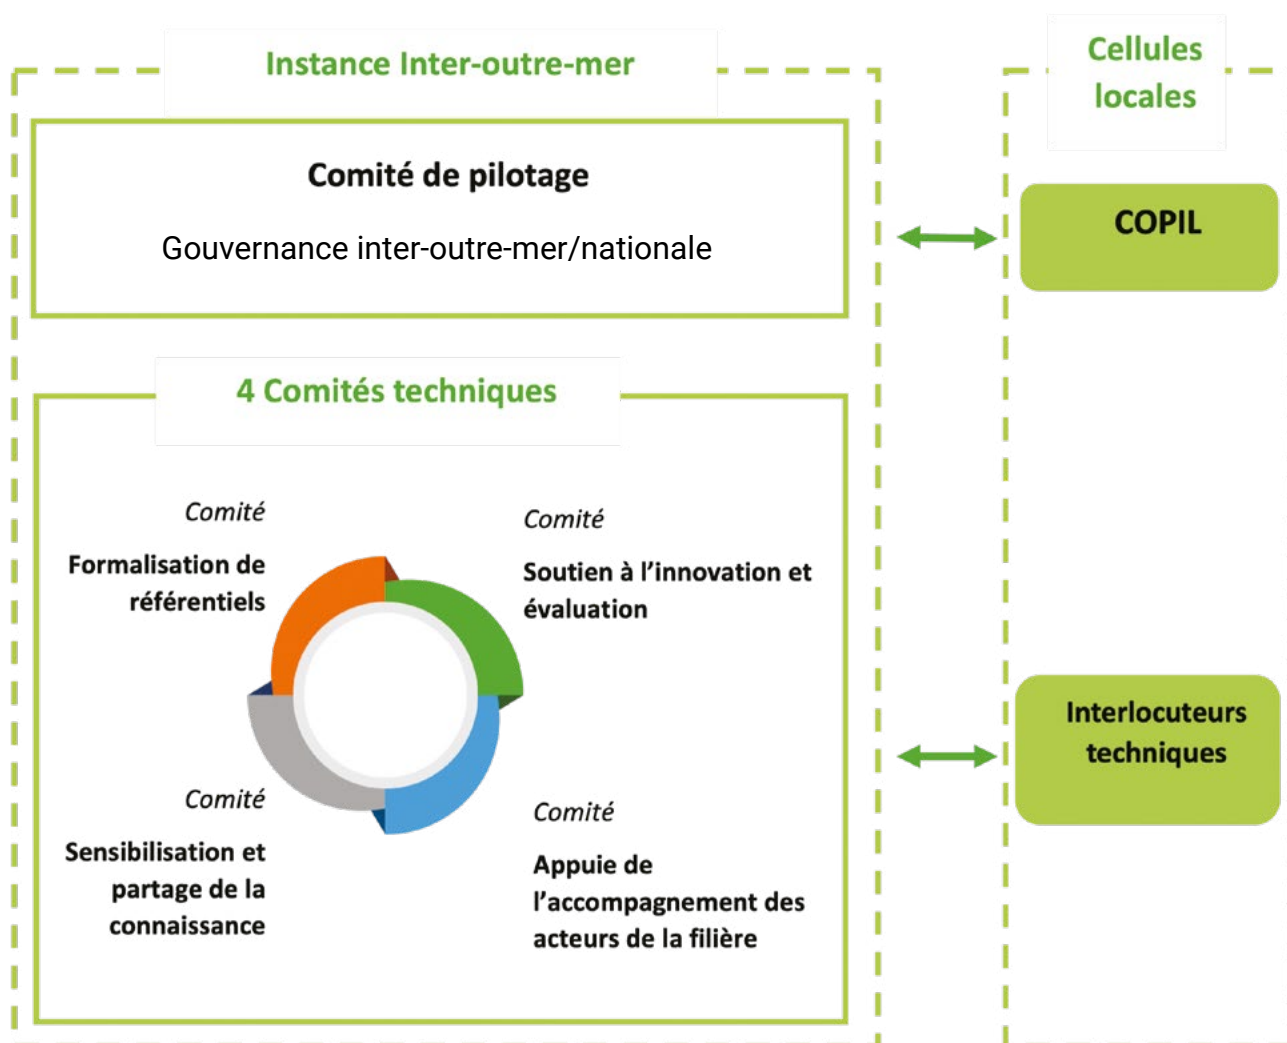 Instance Inter-outre-mer
Comité de pilotage
Gouvernance inter-outre-mer/nationale
4 Comités techniques
Comité
Formalisation de
référentiels
Comité
Soutien à l’innovation et
évaluation
Comité
Sensibilisation et
partage de la
connaissance
Comité
Appuie de
l’accompagnement des
acteurs de la filière
Cellules
locales
COPIL
Interlocuteurs
techniques